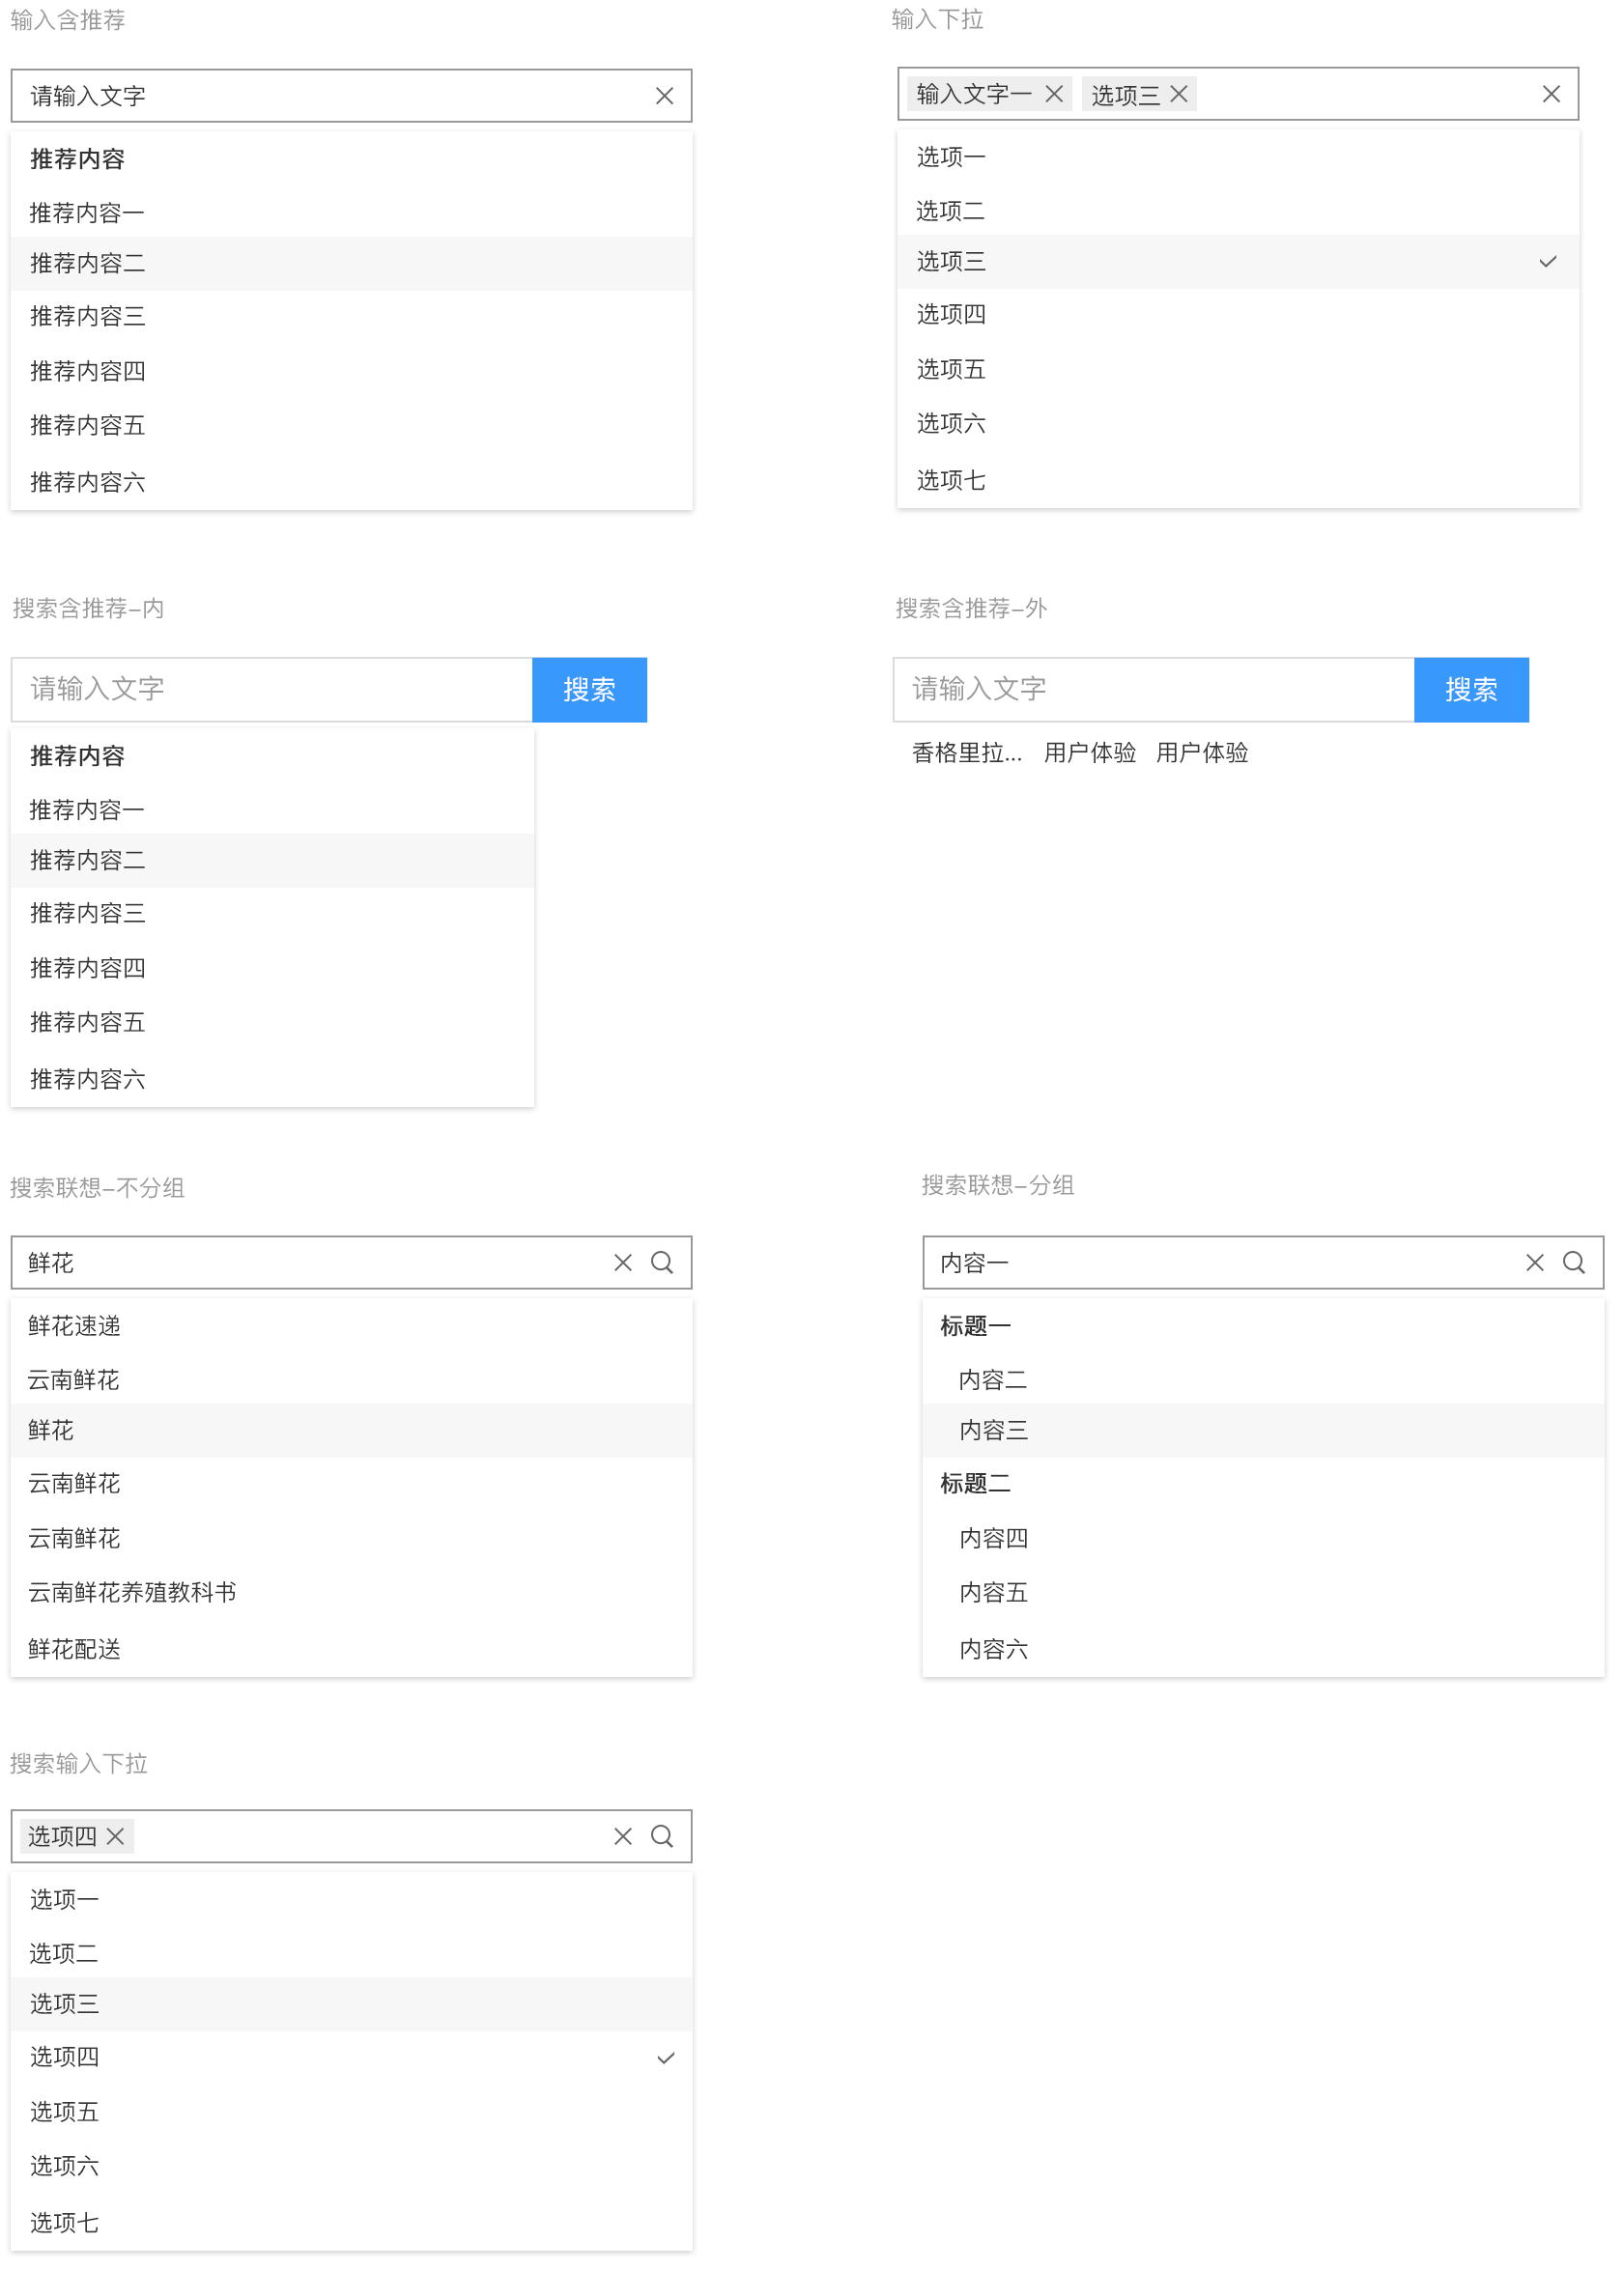 输入含推荐
请输入文字
推荐内容
推荐内容一
推荐内容二
推荐内容三
推荐内容四
推荐内容五
推荐内容六
输入下拉
输入文字一 选项三
选项一
选项二
选项三
选项四
选项五
选项六
选项七
搜索含推荐–内
请输入文字 搜索
推荐内容
推荐内容一
推荐内容二
推荐内容三
推荐内容四
推荐内容五
推荐内容六
搜索含推荐–外
请输入文字 搜索
香格里拉... 用户体验 用户体验
搜索联想–不分组
鲜花
鲜花速递
云南鲜花
鲜花
云南鲜花
云南鲜花
云南鲜花养殖教科书
鲜花配送
搜索联想–分组
内容一
标题一
内容二
内容三
标题二
内容四
内容五
内容六
搜索输入下拉
选项四
选项一
选项二
选项三
选项四
选项五
选项六
选项七